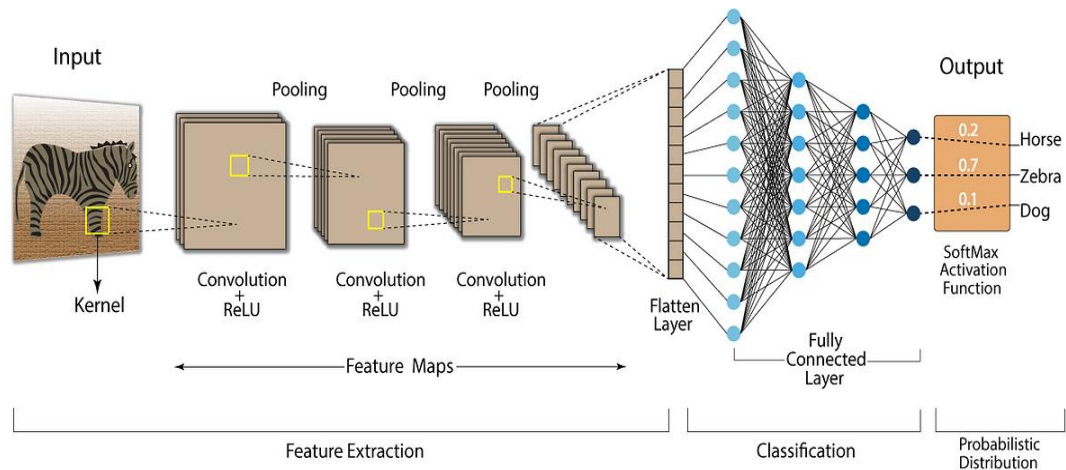 Input
Pooling
Pooling
Pooling
Output
0.2
Horse
0.7
Zebra
0.1
Dog
SoftMax
Activation
Function
Kernel
Convolution
+
ReLU
Convolution
+
ReLU
Convolution
+
ReLU
Flatten
Layer
Fully
Connected
Layer
Feature Maps
Feature Extraction
Classification
Probabilistic
Distribution